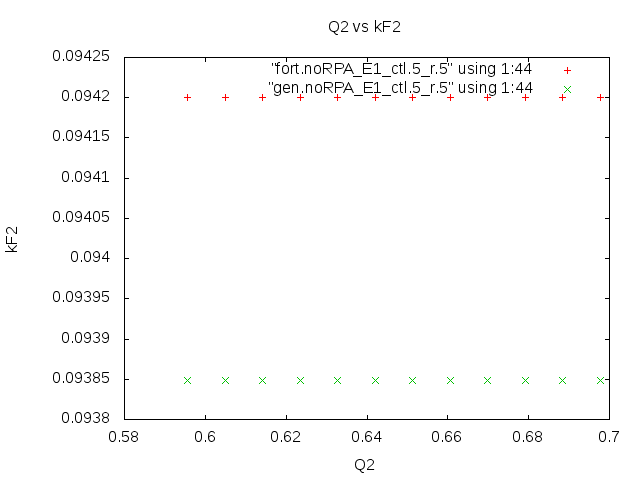 Q2 vs kF2
"fort.noRPA_E1_ctl.5_r.5" using 1:44
"gen.noRPA_E1_ctl.5_r.5" using 1:44
0.09425
0.0942
0.09415
0.0941
0.09405
0.094
0.09395
0.0939
0.09385
0.0938
kF2
0.58 0.6 0.62 0.64 0.66 0.68 0.7
Q2